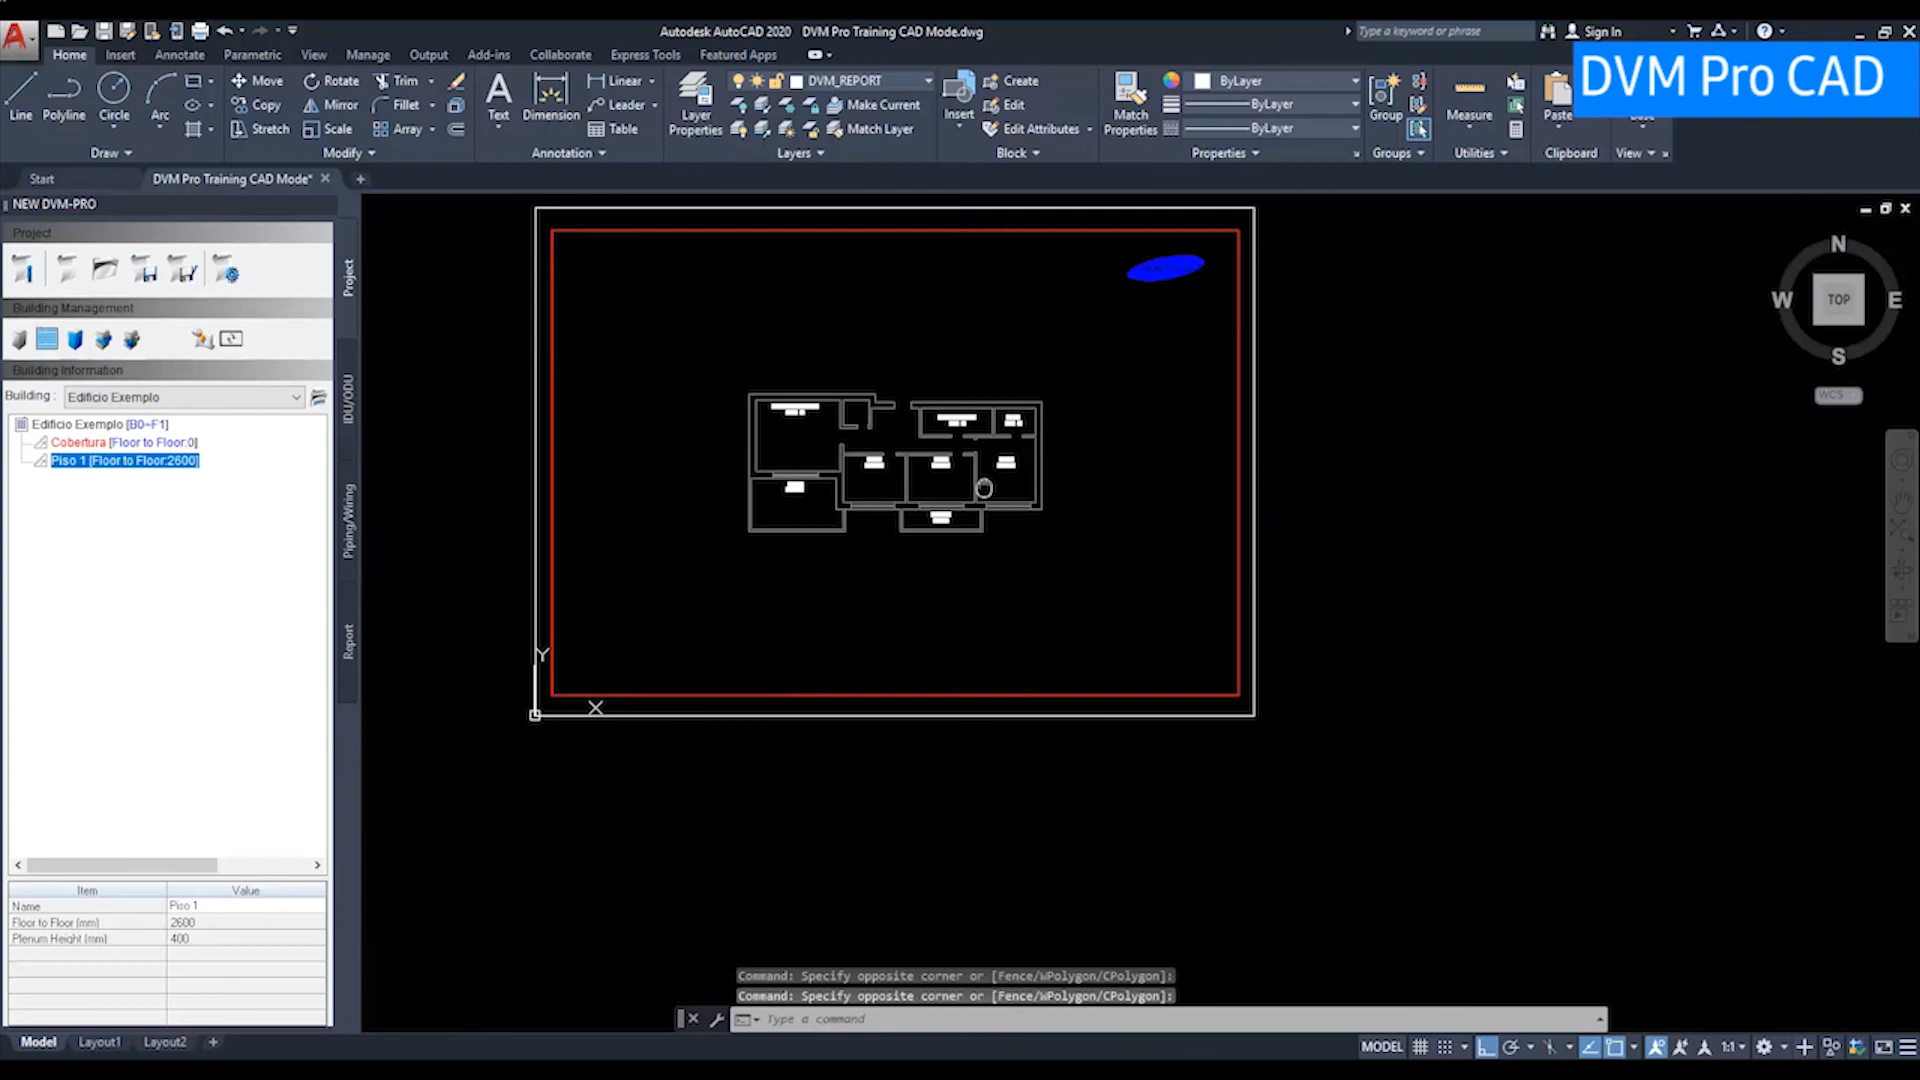 Autodesk AutoCAD 2020 DVM Pro Training CAD Mode.dwg
Type a keyword or phrase
Sign In
Home Insert Annotate Parametric View Manage Output Add-ins Collaborate Express Tools Featured Apps
DVM Pro CAD
Line Polyline Circle Arc
Move Rotate Trim
Copy Mirror Fillet
Stretch Scale Array
Text Dimension
Linear
Leader
Table
Layer Properties
DVM_REPORT
Make Current
Match Layer
Insert
Create
Edit
Edit Attributes
Match Properties
ByLayer
ByLayer
ByLayer
Group
Measure
Paste
Draw Modify Annotation Layers Block Properties Groups Utilities Clipboard View
Start DVM Pro Training CAD Mode*
NEW DVM-PRO
Project
Building Management
Building Information
Building : Edificio Exemplo
Edificio Exemplo [B0~F1]
Cobertura [Floor to Floor:0]
Piso 1 [Floor to Floor:2600]
Project
IDU/ODU
Piping/Wiring
Report
Item Value
Name Piso 1
Floor to Floor (mm) 2600
Plenum Height (mm) 400
N
W TOP E
S
WCS
Y
X
Command: Specify opposite corner or [Fence/WPolygon/CPolygon]:
Command: Specify opposite corner or [Fence/WPolygon/CPolygon]:
Type a command
Model Layout1 Layout2
MODEL
1:1